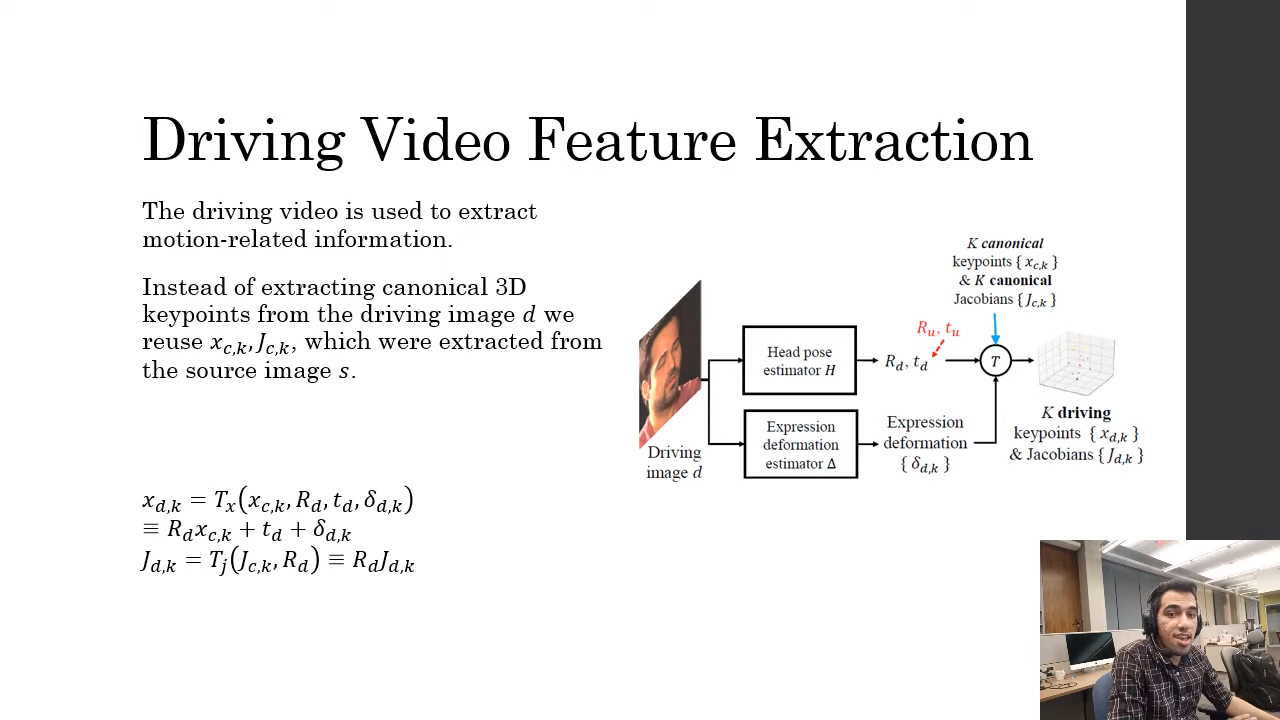 Driving Video Feature Extraction
The driving video is used to extract
motion-related information.
Instead of extracting canonical 3D
keypoints from the driving image d we
reuse x_{c,k}, J_{c,k}, which were extracted from
the source image s.
x_{d,k} = T_x(x_{c,k}, R_d, t_d, δ_{d,k})
≡ R_d x_{c,k} + t_d + δ_{d,k}
J_{d,k} = T_j(J_{c,k}, R_d) ≡ R_d J_{d,k}
K canonical
keypoints { x_{c,k} }
& K canonical
Jacobians { J_{c,k} }
R_u, t_u
Head pose
estimator H
R_d, t_d
T
Expression
deformation
estimator Δ
Expression
deformation
{ δ_{d,k} }
Driving
image d
K driving
keypoints { x_{d,k} }
& Jacobians { J_{d,k} }